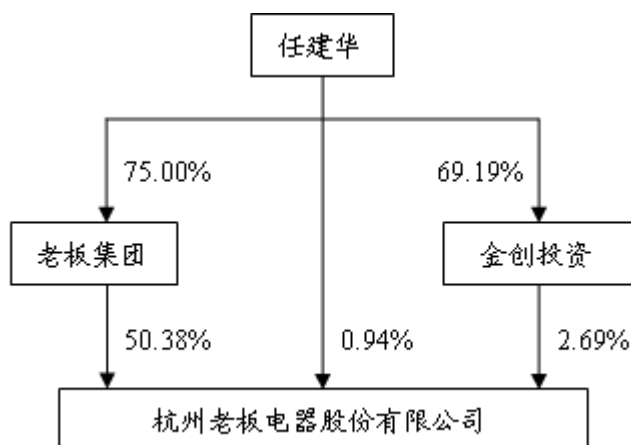 任建华
75.00%
69.19%
老板集团
金创投资
50.38%
0.94%
2.69%
杭州老板电器股份有限公司